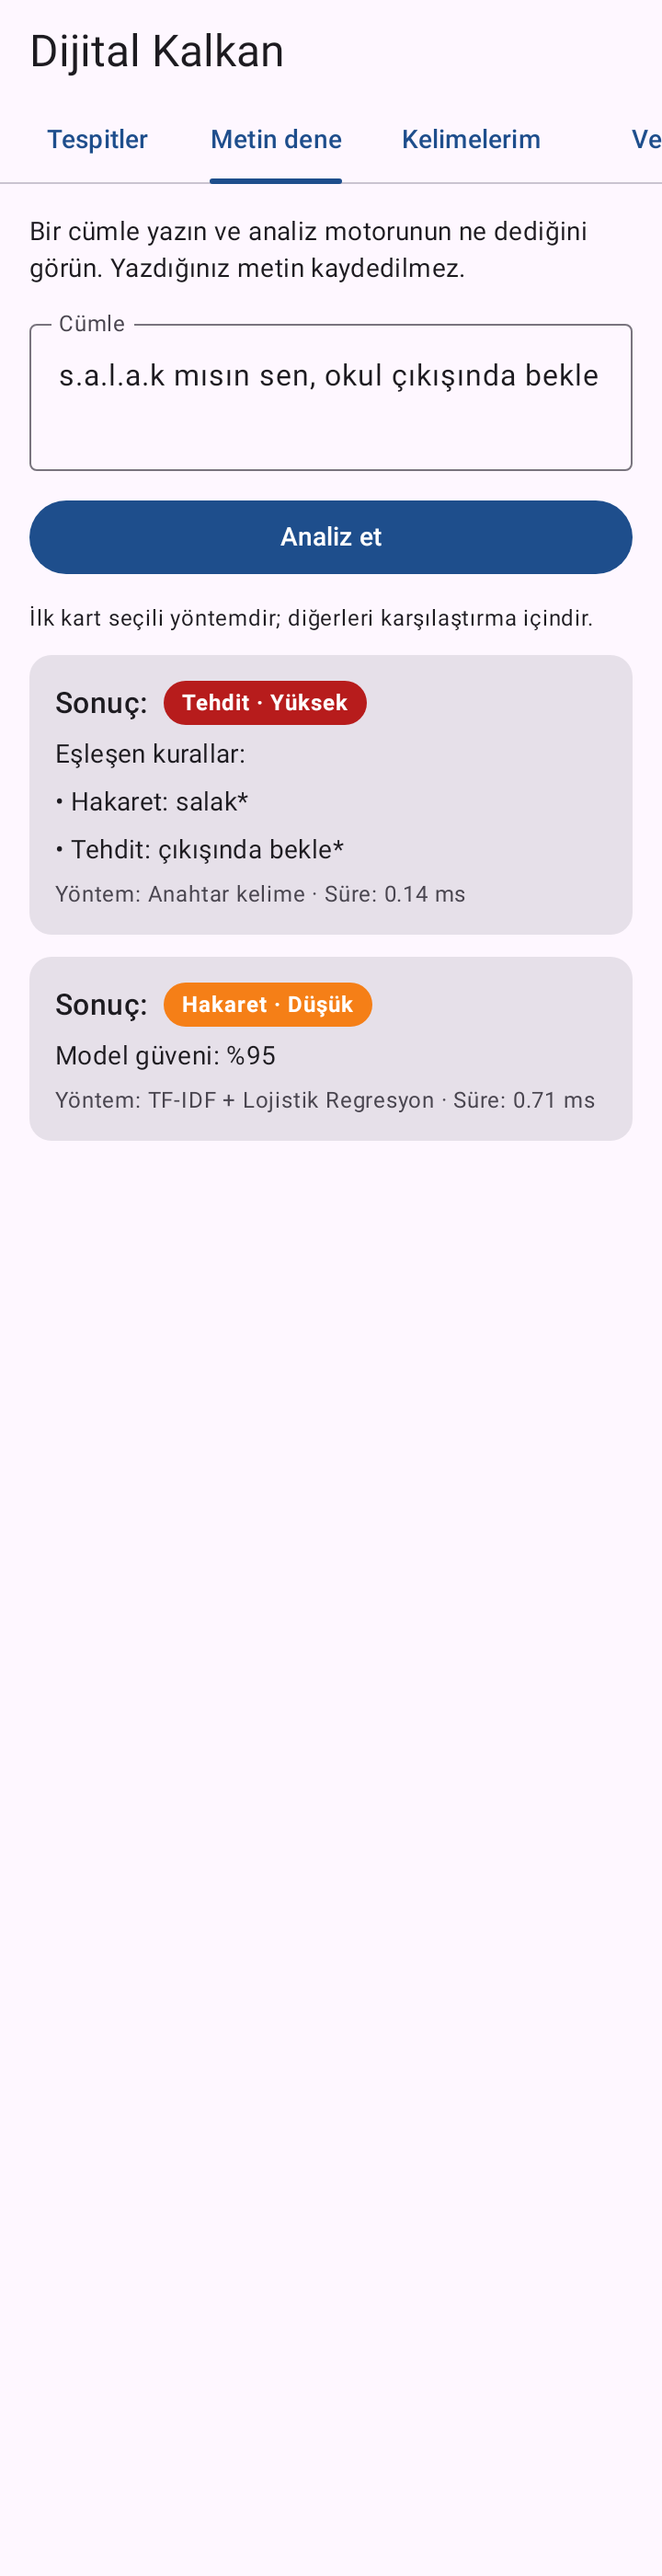 Dijital Kalkan
Tespitler Metin dene Kelimelerim Ve
Bir cümle yazın ve analiz motorunun ne dediğini
görün. Yazdığınız metin kaydedilmez.
Cümle
s.a.l.a.k mısın sen, okul çıkışında bekle
Analiz et
İlk kart seçili yöntemdir; diğerleri karşılaştırma içindir.
Sonuç: Tehdit · Yüksek
Eşleşen kurallar:
• Hakaret: salak*
• Tehdit: çıkışında bekle*
Yöntem: Anahtar kelime · Süre: 0.14 ms
Sonuç: Hakaret · Düşük
Model güveni: %95
Yöntem: TF-IDF + Lojistik Regresyon · Süre: 0.71 ms